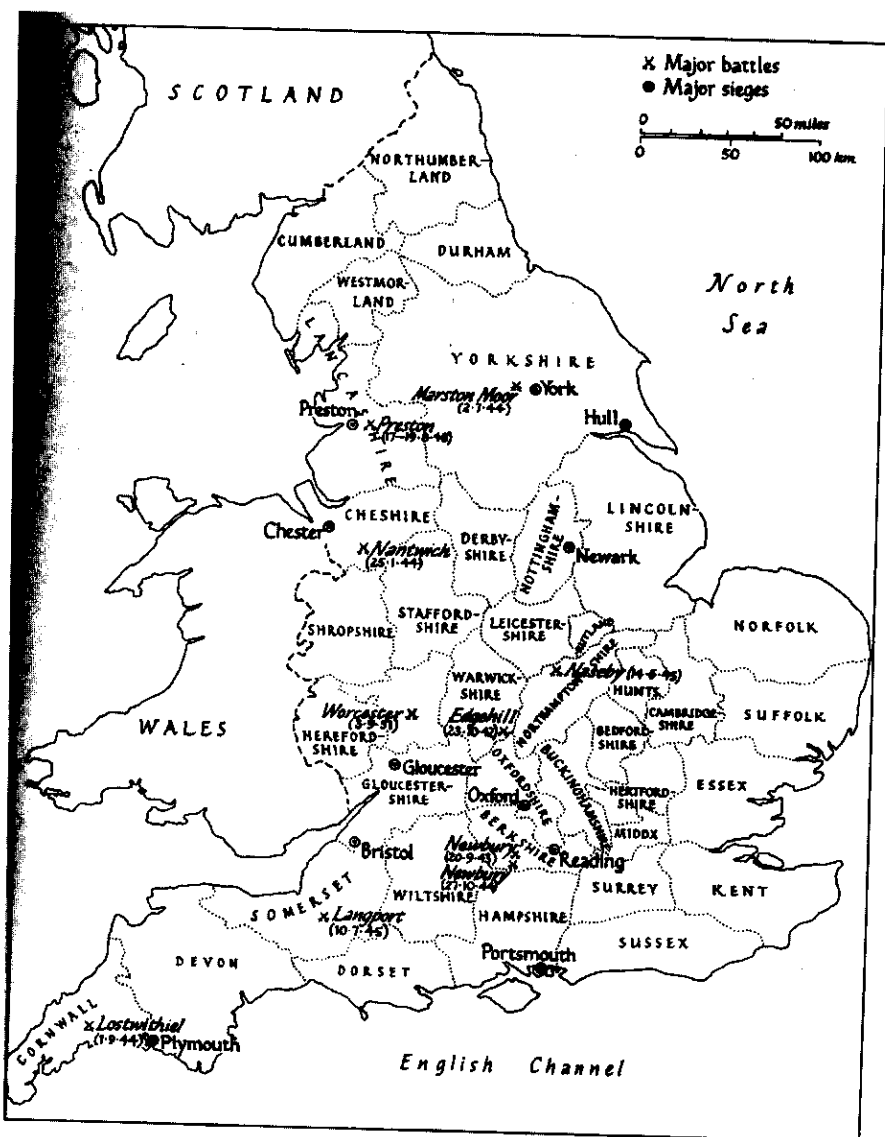 × Major battles
● Major sieges
0 50 miles
0 50 100 km.
SCOTLAND
NORTHUMBER-
LAND
CUMBERLAND
DURHAM
WESTMOR-
LAND
North
Sea
LANCASHIRE
YORKSHIRE
Marston Moor
(2·7·44)
York
Preston
Preston
(17–19·8·48)
Hull
LINCOLN-
SHIRE
CHESHIRE
Chester
DERBY-
SHIRE
NOTTINGHAM-
SHIRE
Newark
Nantwich
(25·1·44)
STAFFORD-
SHIRE
SHROPSHIRE
LEICESTER-
SHIRE
RUTLAND
NORFOLK
WARWICK-
SHIRE
Naseby (14·6·45)
NORTHAMPTONSHIRE
HUNTS.
CAMBRIDGE-
SHIRE
SUFFOLK
WALES
Worcester
(3·9·51)
HEREFORD-
SHIRE
Edgehill
(23·10·42)
BEDFORD-
SHIRE
Gloucester
GLOUCESTER-
SHIRE
OXFORDSHIRE
Oxford
BUCKINGHAMSHIRE
HERTFORD-
SHIRE
ESSEX
MIDDX
BERKSHIRE
Reading
Bristol
Newbury
(20·9·43)
Newbury
(27·10·44)
WILTSHIRE
SURREY
KENT
SOMERSET
Langport
(10·7·45)
HAMPSHIRE
SUSSEX
Portsmouth
DEVON
DORSET
CORNWALL
Lostwithiel
(1·9·44)
Plymouth
English Channel